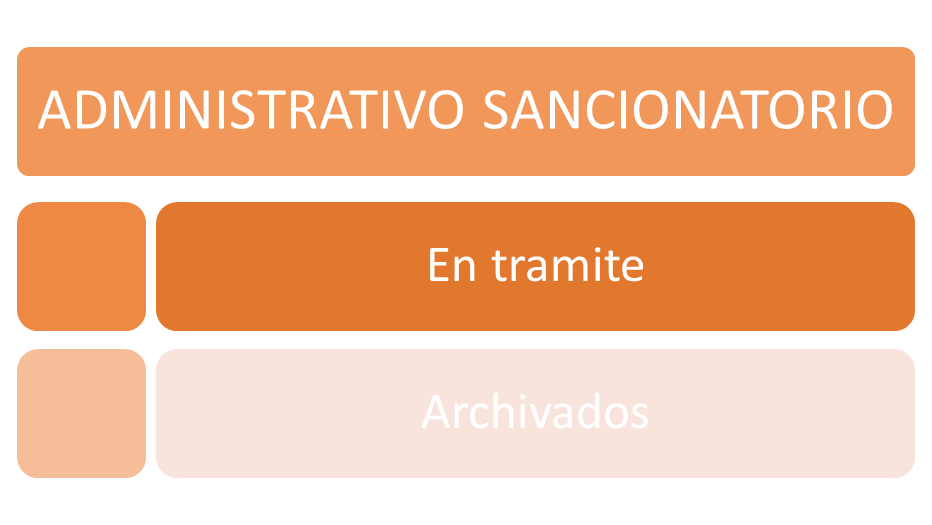 ADMINISTRATIVO SANCIONATORIO
En tramite
Archivados